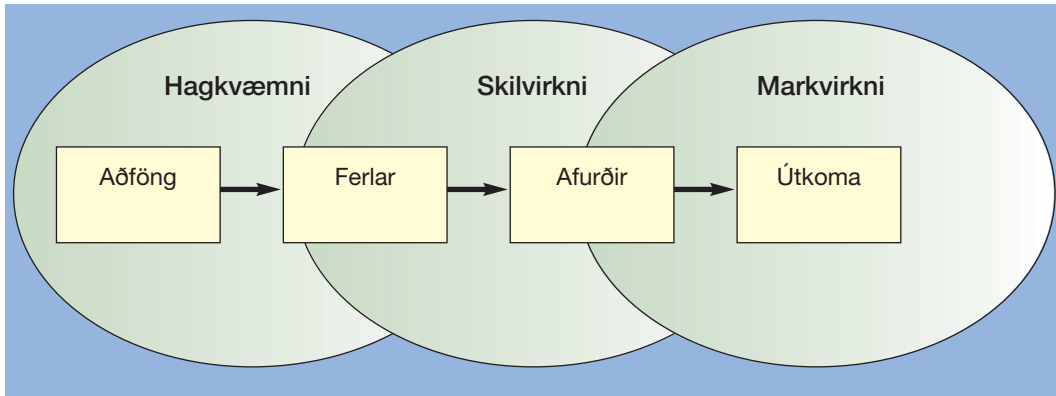 Hagkvæmni
Skilvirkni
Markvirkni
Aðföng
Ferlar
Afurðir
Útkoma